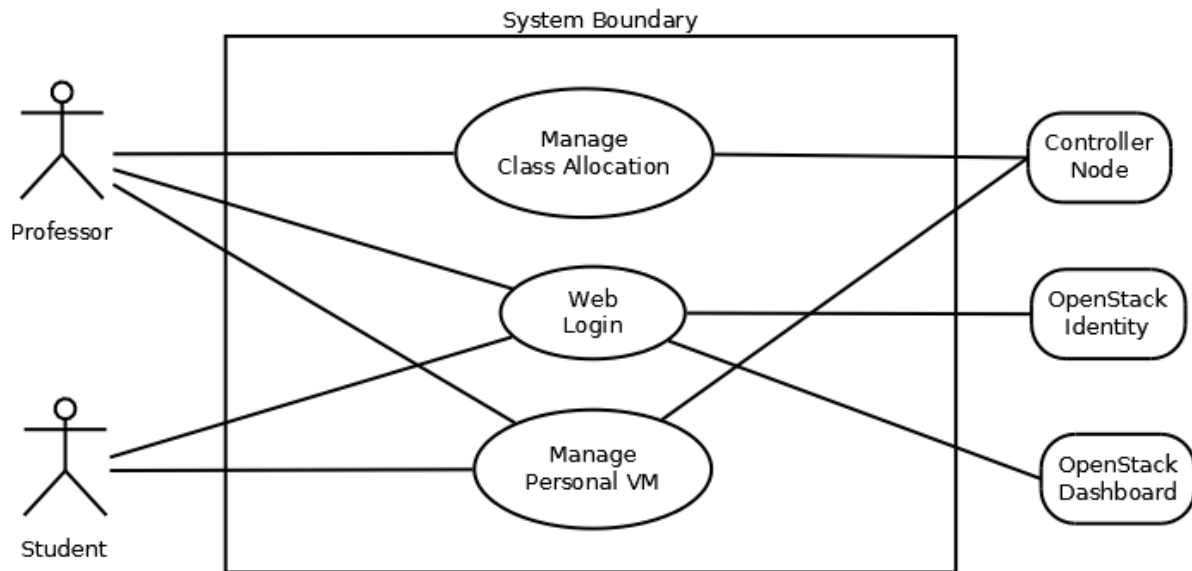 System Boundary
Manage
Class Allocation
Controller
Node
Professor
Web
Login
OpenStack
Identity
Manage
Personal VM
OpenStack
Dashboard
Student